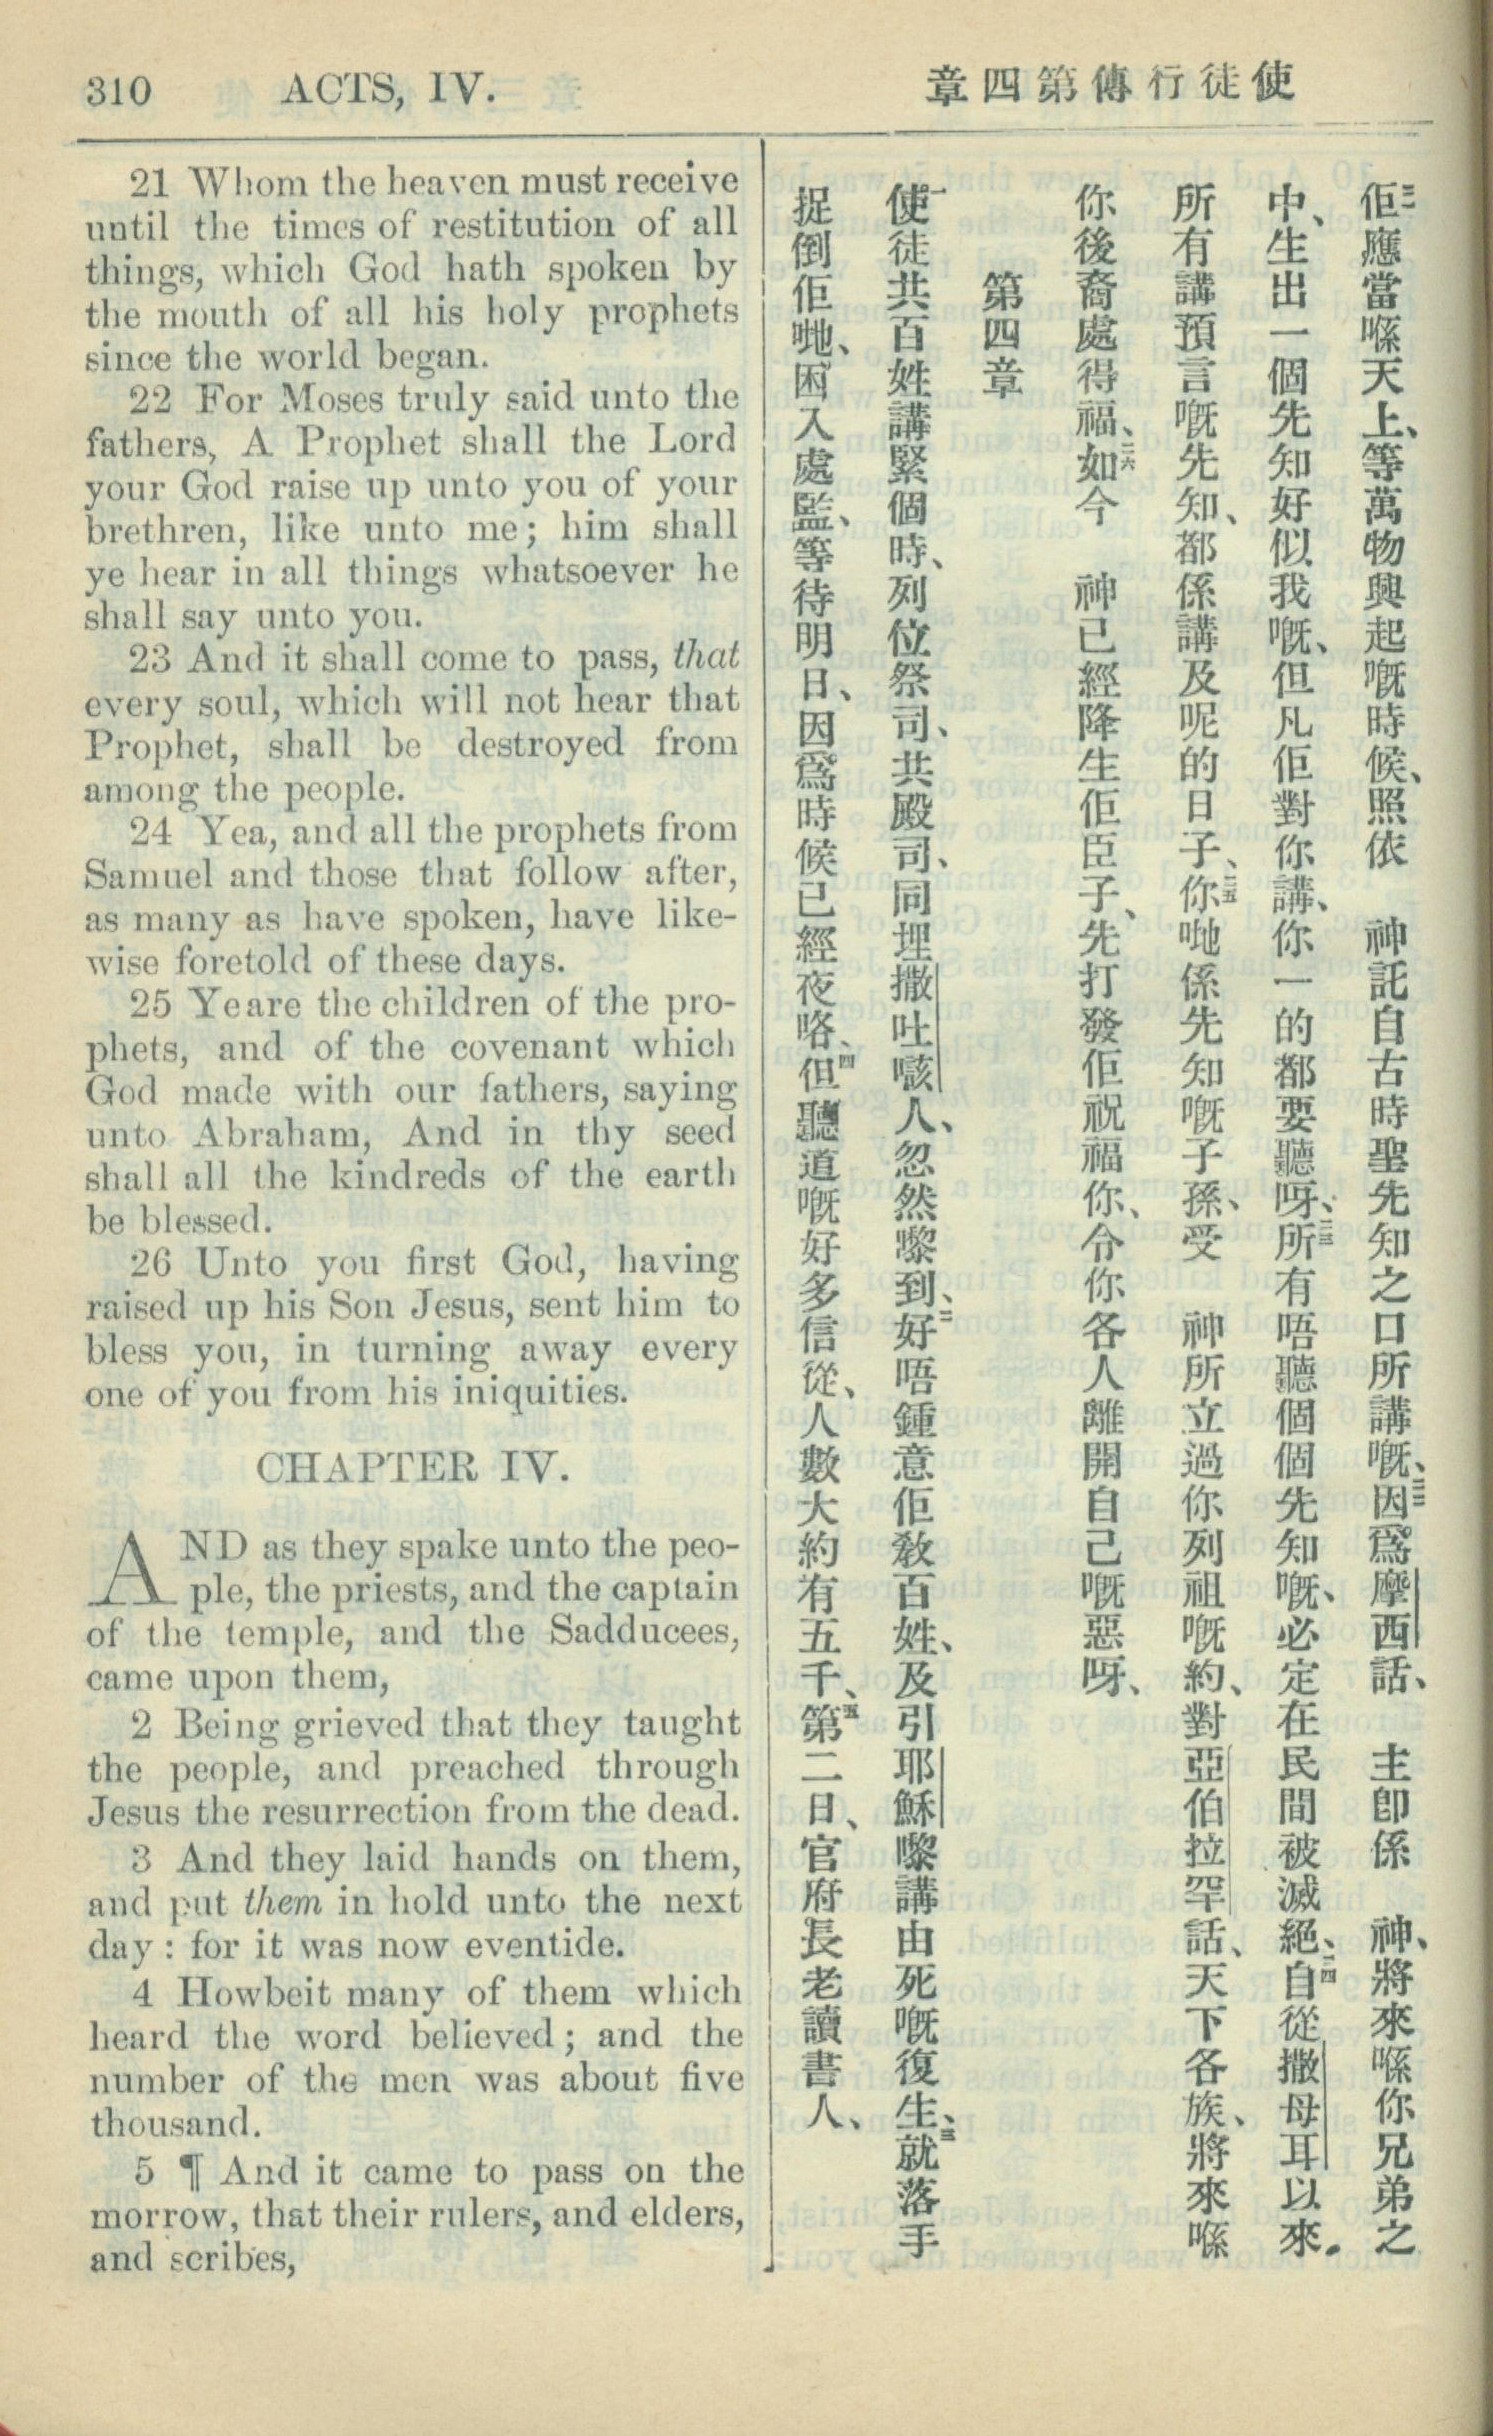 310 ACTS, IV.
使徒行傳第四章
21 Whom the heaven must receive
until the times of restitution of all
things, which God hath spoken by
the mouth of all his holy prophets
since the world began.
22 For Moses truly said unto the
fathers, A Prophet shall the Lord
your God raise up unto you of your
brethren, like unto me; him shall
ye hear in all things whatsoever he
shall say unto you.
23 And it shall come to pass, that
every soul, which will not hear that
Prophet, shall be destroyed from
among the people.
24 Yea, and all the prophets from
Samuel and those that follow after,
as many as have spoken, have like-
wise foretold of these days.
25 Ye are the children of the pro-
phets, and of the covenant which
God made with our fathers, saying
unto Abraham, And in thy seed
shall all the kindreds of the earth
be blessed.
26 Unto you first God, having
raised up his Son Jesus, sent him to
bless you, in turning away every
one of you from his iniquities.
CHAPTER IV.
AND as they spake unto the peo-
ple, the priests, and the captain
of the temple, and the Sadducees,
came upon them,
2 Being grieved that they taught
the people, and preached through
Jesus the resurrection from the dead.
3 And they laid hands on them,
and put them in hold unto the next
day: for it was now eventide.
4 Howbeit many of them which
heard the word believed; and the
number of the men was about five
thousand.
5 ¶ And it came to pass on the
morrow, that their rulers, and elders,
and scribes,
二一佢應當喺天上、等萬物興起嘅時候、照依 神託自古時聖先知之口所講嘅、二二因爲摩西話、 主卽係 神、將來喺你兄弟之
中、生出一個先知好似我嘅、但凡佢對你講、你一的都要聽呀、二三所有唔聽個個先知嘅、必定在民間被滅絕、二四自從撒母耳以來、
所有講預言嘅先知、都係講及呢的日子、二五你哋係先知嘅子孫、受 神所立過你列祖嘅約、對亞伯拉罕話、天下各族、將來喺
你後裔處得福、二六如今 神已經降生佢臣子、先打發佢祝福你、令你各人離開自己嘅惡呀、
第四章
一使徒共百姓講緊個時、列位祭司、共殿司、同埋撒吐咳人、忽然嚟到、二好唔鍾意佢教百姓、及引耶穌嚟講由死嘅復生、三就落手
捉倒佢哋、困入處監、等待明日、因爲時候已經夜咯、四但聽道嘅好多信從、人數大約有五千、五第二日、官府長老讀書人、